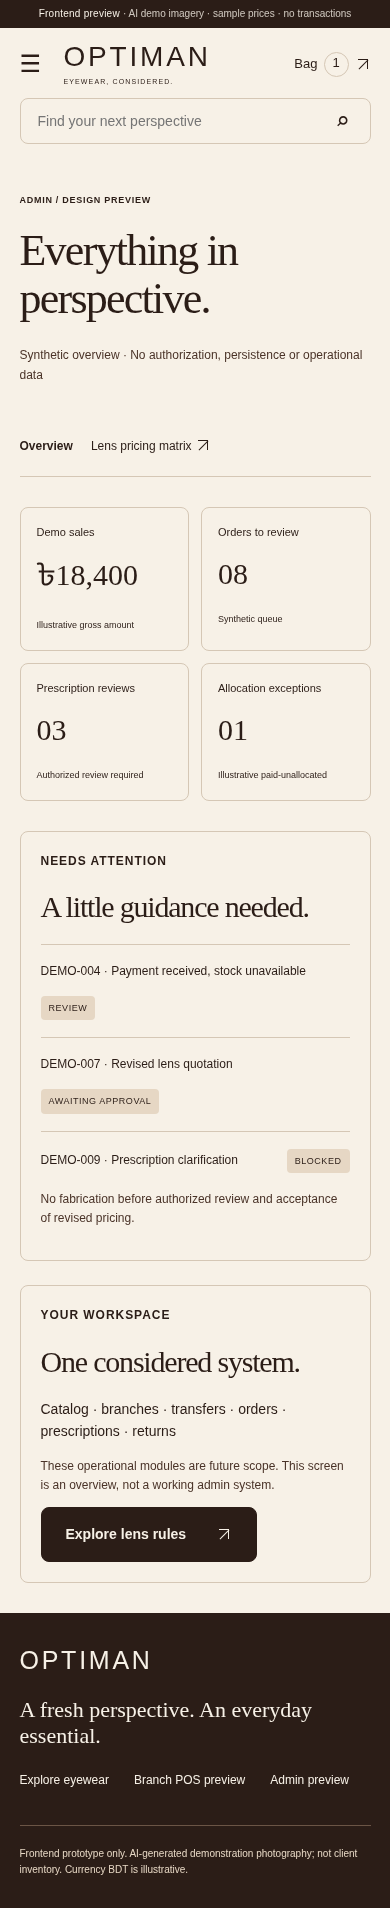 Frontend preview · AI demo imagery · sample prices · no transactions
OPTIMAN
EYEWEAR, CONSIDERED.
Bag 1
Find your next perspective
ADMIN / DESIGN PREVIEW
Everything in
perspective.
Synthetic overview · No authorization, persistence or operational
data
Overview Lens pricing matrix
Demo sales
৳18,400
Illustrative gross amount
Orders to review
08
Synthetic queue
Prescription reviews
03
Authorized review required
Allocation exceptions
01
Illustrative paid-unallocated
NEEDS ATTENTION
A little guidance needed.
DEMO-004 · Payment received, stock unavailable
REVIEW
DEMO-007 · Revised lens quotation
AWAITING APPROVAL
DEMO-009 · Prescription clarification BLOCKED
No fabrication before authorized review and acceptance
of revised pricing.
YOUR WORKSPACE
One considered system.
Catalog · branches · transfers · orders ·
prescriptions · returns
These operational modules are future scope. This screen
is an overview, not a working admin system.
Explore lens rules
OPTIMAN
A fresh perspective. An everyday
essential.
Explore eyewear Branch POS preview Admin preview
Frontend prototype only. AI-generated demonstration photography; not client
inventory. Currency BDT is illustrative.